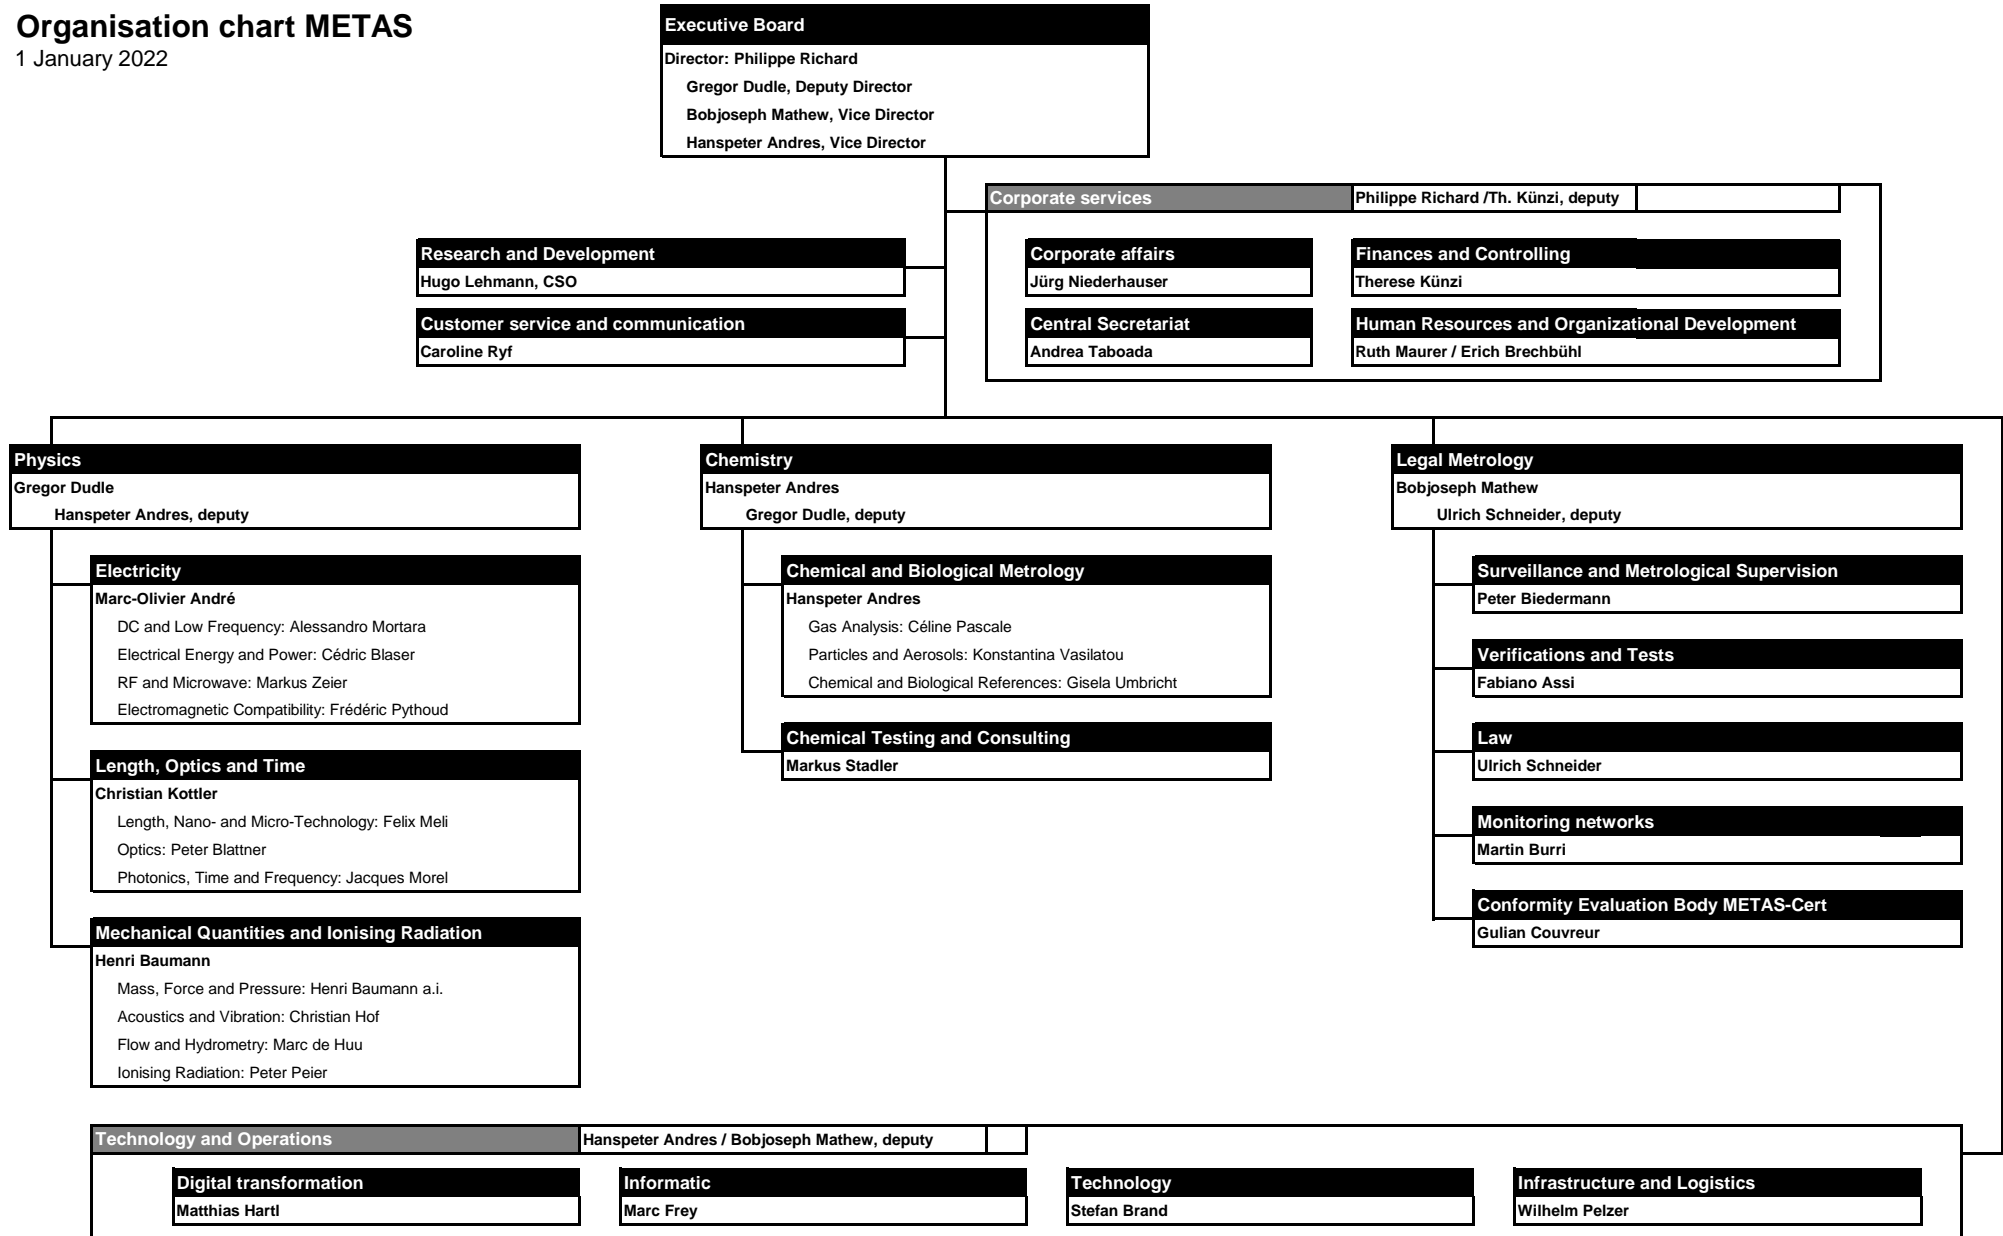 Organisation chart METAS
1 January 2022
Executive Board
Director: Philippe Richard
Gregor Dudle, Deputy Director
Bobjoseph Mathew, Vice Director
Hanspeter Andres, Vice Director
Corporate services
Philippe Richard /Th. Künzi, deputy
Research and Development
Hugo Lehmann, CSO
Customer service and communication
Caroline Ryf
Corporate affairs
Jürg Niederhauser
Finances and Controlling
Therese Künzi
Central Secretariat
Andrea Taboada
Human Resources and Organizational Development
Ruth Maurer / Erich Brechbühl
Physics
Gregor Dudle
Hanspeter Andres, deputy
Electricity
Marc-Olivier André
DC and Low Frequency: Alessandro Mortara
Electrical Energy and Power: Cédric Blaser
RF and Microwave: Markus Zeier
Electromagnetic Compatibility: Frédéric Pythoud
Length, Optics and Time
Christian Kottler
Length, Nano- and Micro-Technology: Felix Meli
Optics: Peter Blattner
Photonics, Time and Frequency: Jacques Morel
Mechanical Quantities and Ionising Radiation
Henri Baumann
Mass, Force and Pressure: Henri Baumann a.i.
Acoustics and Vibration: Christian Hof
Flow and Hydrometry: Marc de Huu
Ionising Radiation: Peter Peier
Chemistry
Hanspeter Andres
Gregor Dudle, deputy
Chemical and Biological Metrology
Hanspeter Andres
Gas Analysis: Céline Pascale
Particles and Aerosols: Konstantina Vasilatou
Chemical and Biological References: Gisela Umbricht
Chemical Testing and Consulting
Markus Stadler
Legal Metrology
Bobjoseph Mathew
Ulrich Schneider, deputy
Surveillance and Metrological Supervision
Peter Biedermann
Verifications and Tests
Fabiano Assi
Law
Ulrich Schneider
Monitoring networks
Martin Burri
Conformity Evaluation Body METAS-Cert
Gulian Couvreur
Technology and Operations
Hanspeter Andres / Bobjoseph Mathew, deputy
Digital transformation
Matthias Hartl
Informatic
Marc Frey
Technology
Stefan Brand
Infrastructure and Logistics
Wilhelm Pelzer